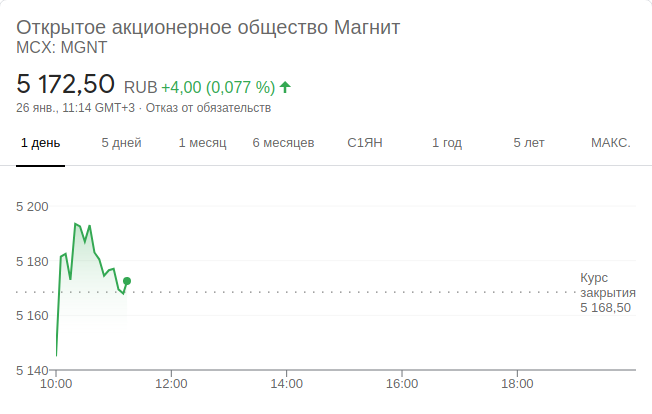 Открытое акционерное общество Магнит
MCX: MGNT
5 172,50 RUB +4,00 (0,077 %)
26 янв., 11:14 GMT+3 · Отказ от обязательств
1 день 5 дней 1 месяц 6 месяцев С1ЯН 1 год 5 лет МАКС.
5 200
5 180
Курс
закрытия
5 168,50
5 160
5 140
10:00 12:00 14:00 16:00 18:00